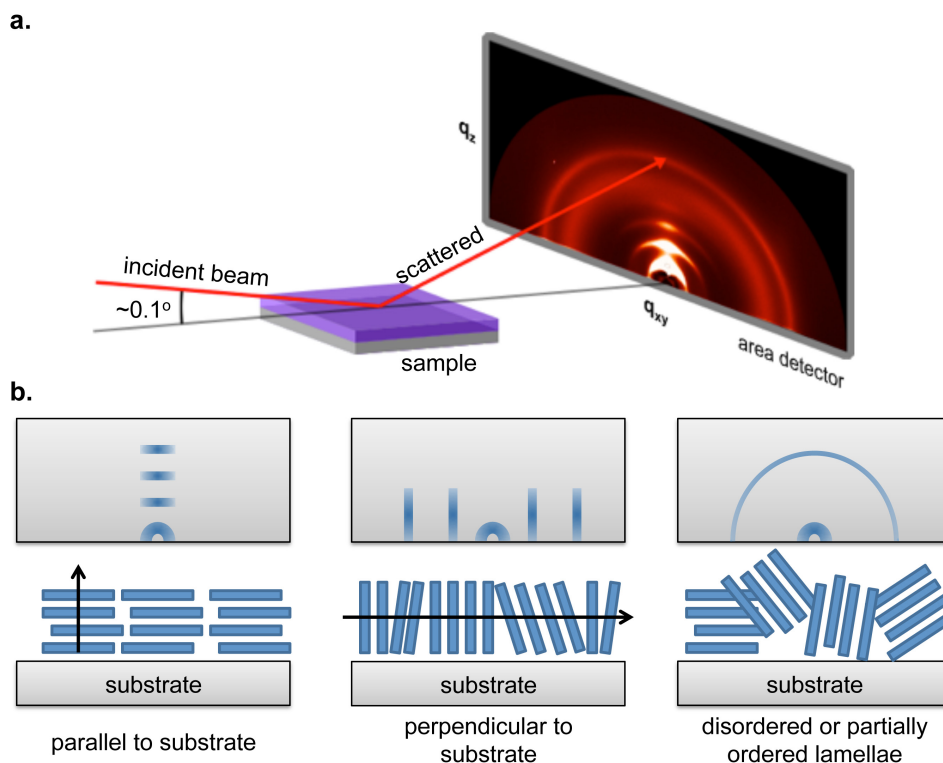 a.
q_z
incident beam
scattered
~0.1°
q_xy
sample
area detector
b.
substrate
substrate
substrate
parallel to substrate
perpendicular to
substrate
disordered or partially
ordered lamellae